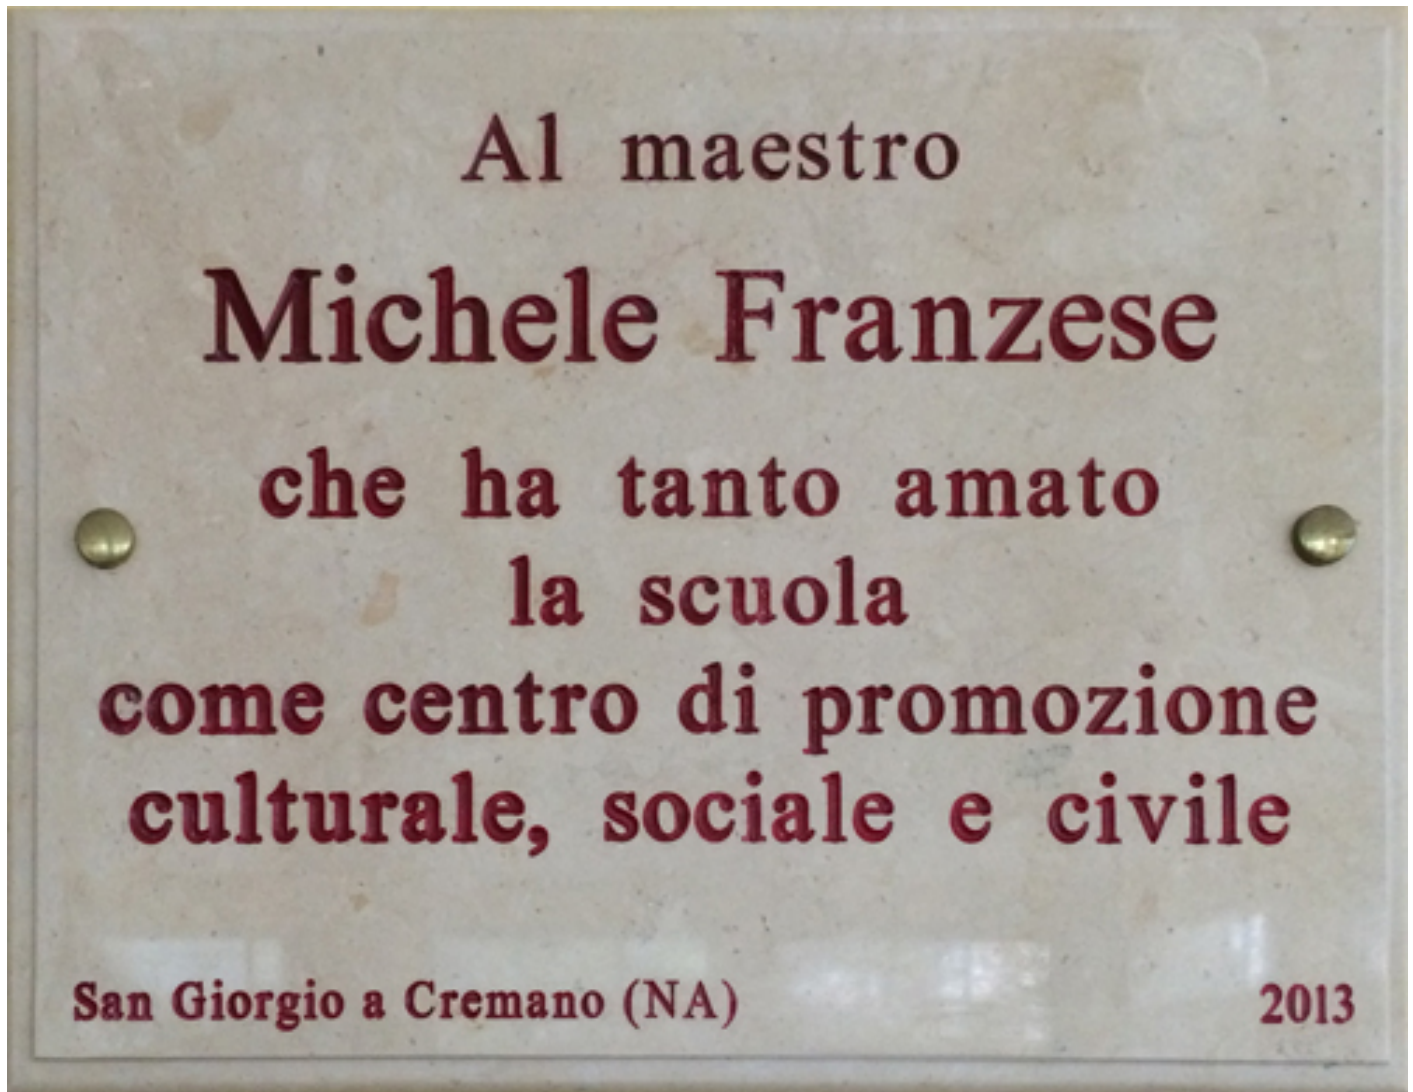 Al maestro
Michele Franzese
che ha tanto amato
la scuola
come centro di promozione
culturale, sociale e civile
San Giorgio a Cremano (NA) 2013